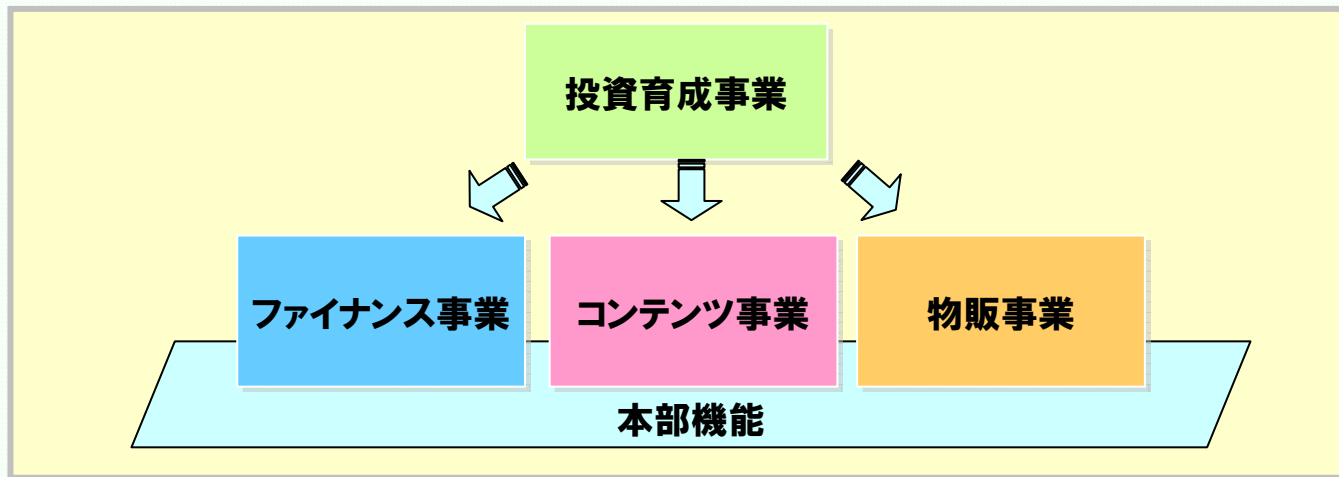 投資育成事業
ファイナンス事業
コンテンツ事業
物販事業
本部機能